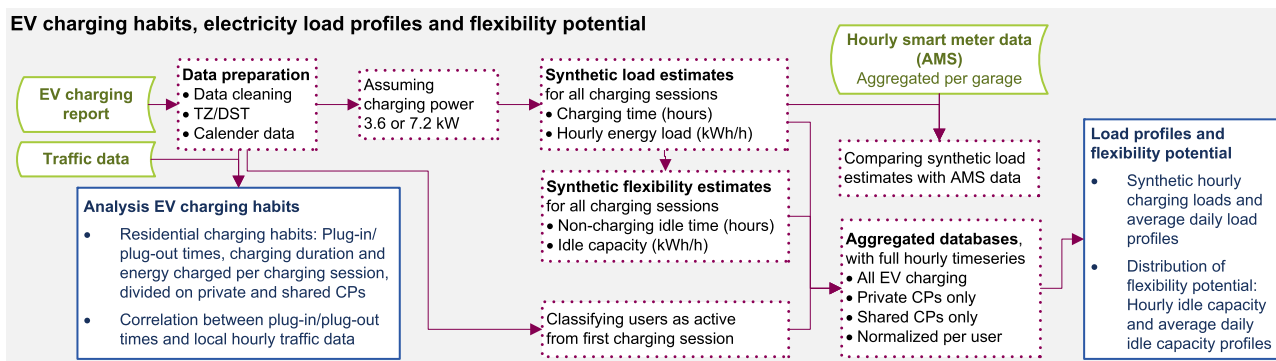 EV charging habits, electricity load profiles and flexibility potential
EV charging
report
Traffic data
Data preparation
• Data cleaning
• TZ/DST
• Calender data
Assuming
charging power
3.6 or 7.2 kW
Synthetic load estimates
for all charging sessions
• Charging time (hours)
• Hourly energy load (kWh/h)
Hourly smart meter data
(AMS)
Aggregated per garage
Comparing synthetic load
estimates with AMS data
Synthetic flexibility estimates
for all charging sessions
• Non-charging idle time (hours)
• Idle capacity (kWh/h)
Analysis EV charging habits
• Residential charging habits: Plug-in/
plug-out times, charging duration and
energy charged per charging session,
divided on private and shared CPs
• Correlation between plug-in/plug-out
times and local hourly traffic data
Classifying users as active
from first charging session
Aggregated databases,
with full hourly timeseries
• All EV charging
• Private CPs only
• Shared CPs only
• Normalized per user
Load profiles and
flexibility potential
• Synthetic hourly
charging loads and
average daily load
profiles
• Distribution of
flexibility potential:
Hourly idle capacity
and average daily
idle capacity profiles